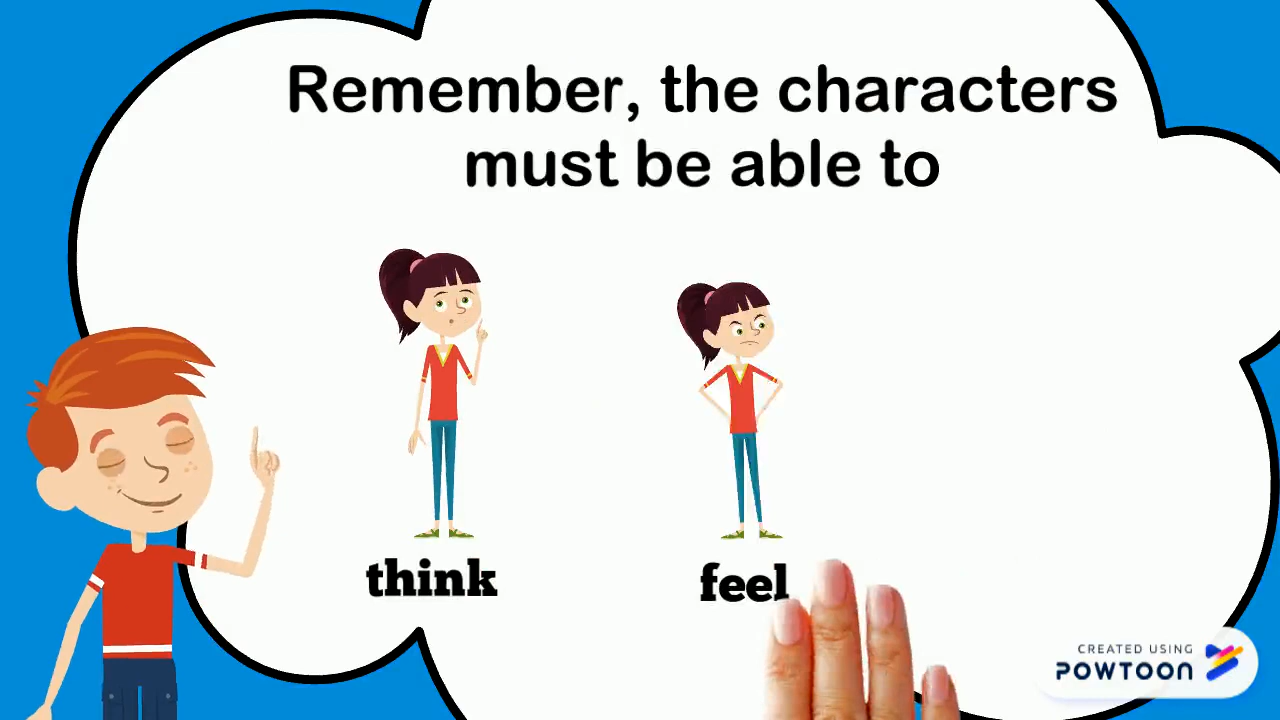 Remember, the characters
must be able to
think
feel
CREATED USING
POWTOON